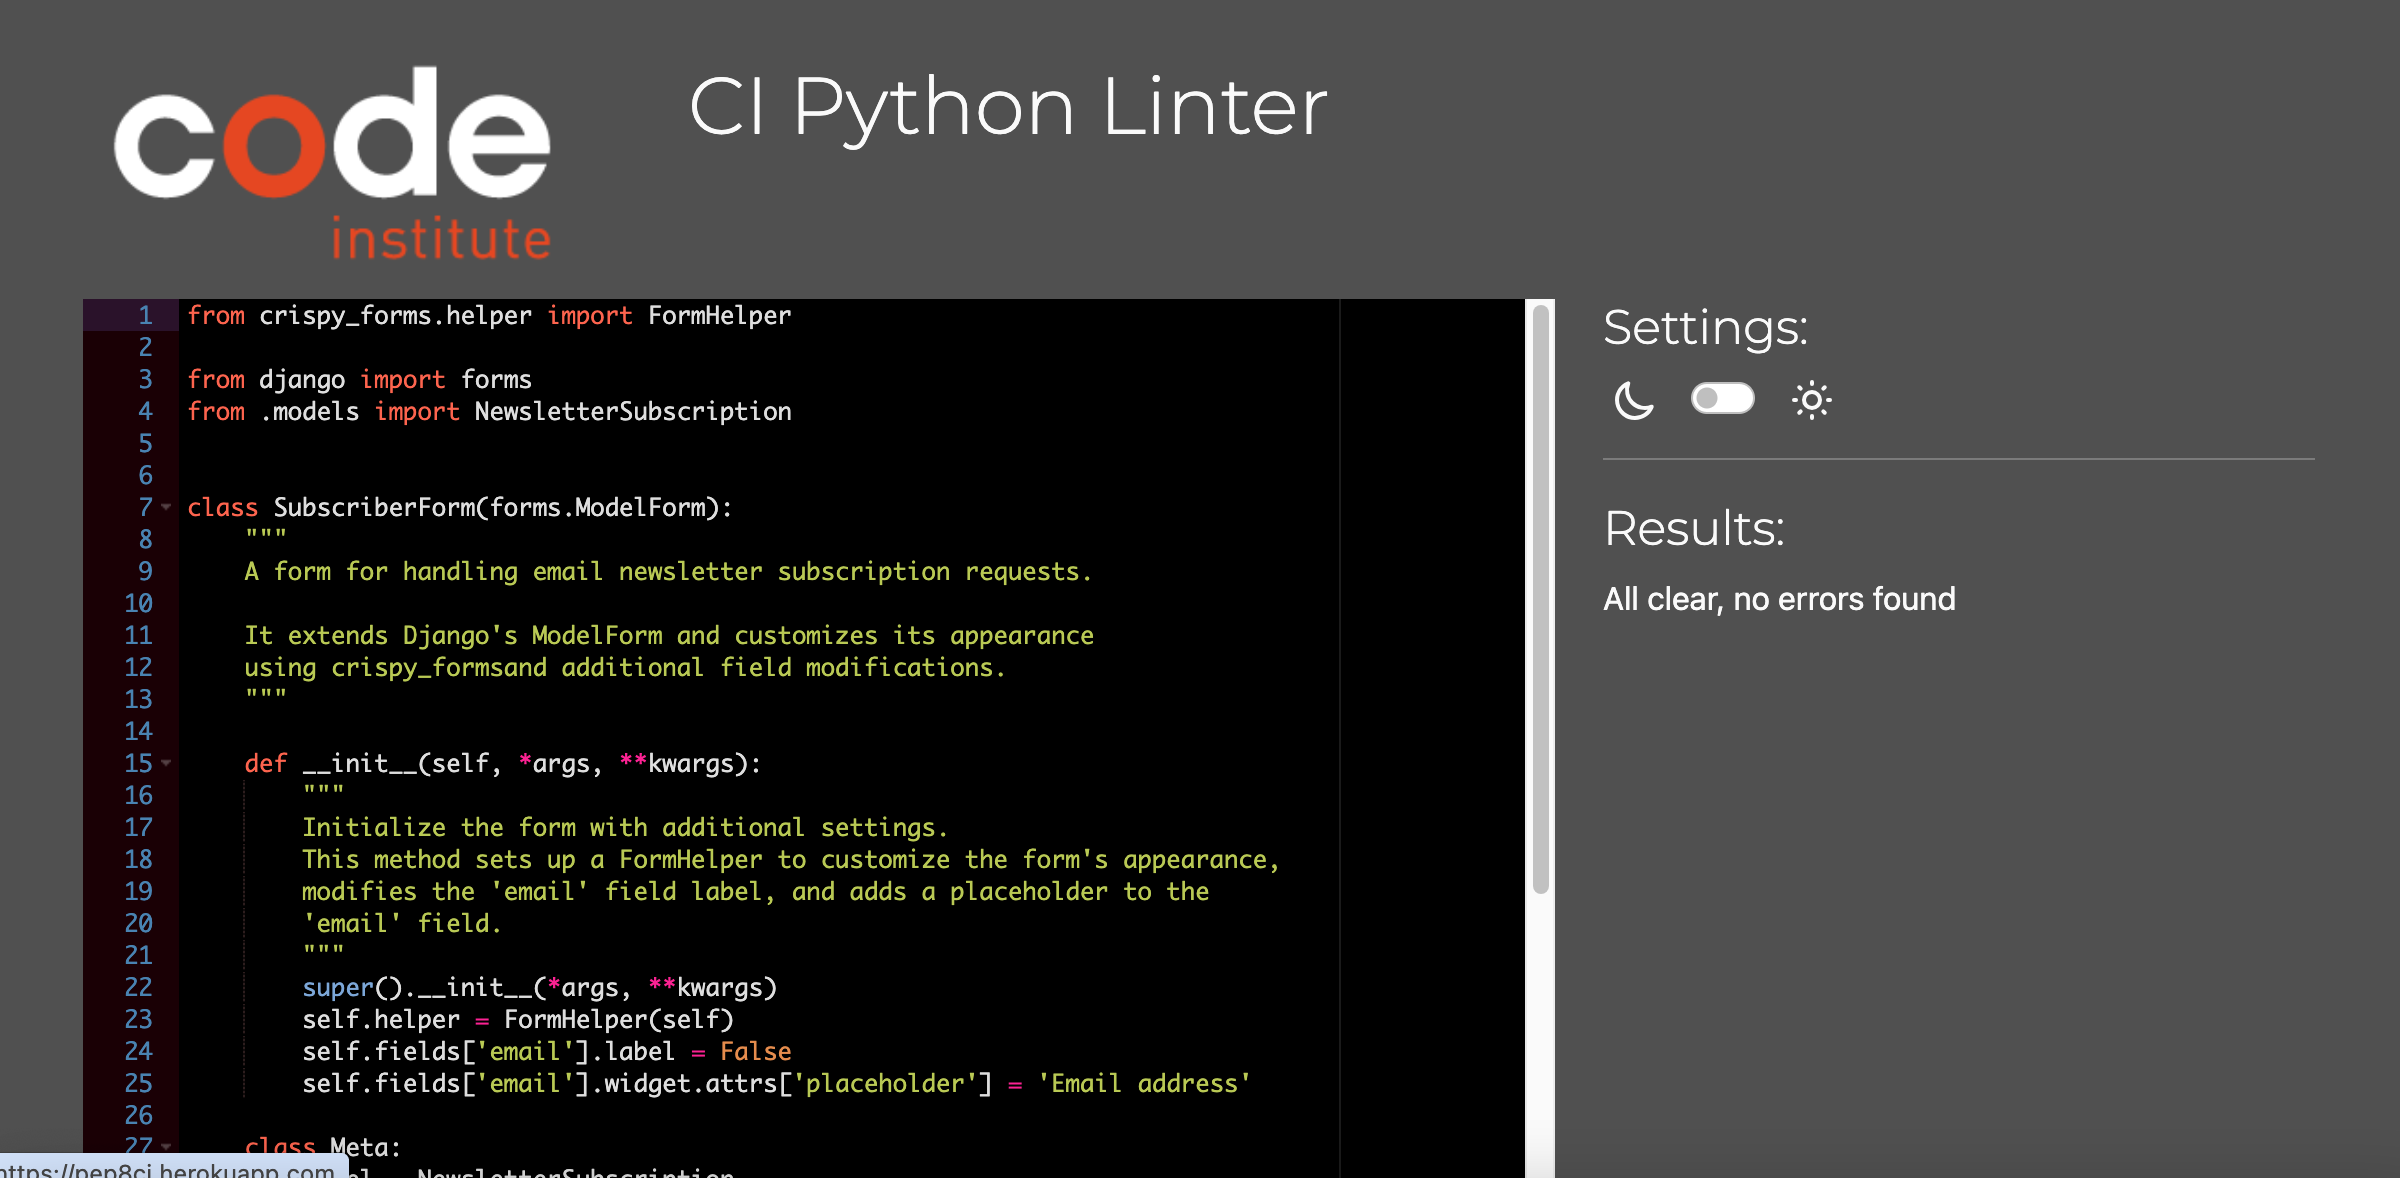 code
institute
CI Python Linter
1 from crispy_forms.helper import FormHelper
2
3 from django import forms
4 from .models import NewsletterSubscription
5
6
7 class SubscriberForm(forms.ModelForm):
8     """
9     A form for handling email newsletter subscription requests.
10
11     It extends Django's ModelForm and customizes its appearance
12     using crispy_formsand additional field modifications.
13     """
14
15     def __init__(self, *args, **kwargs):
16         """
17         Initialize the form with additional settings.
18         This method sets up a FormHelper to customize the form's appearance,
19         modifies the 'email' field label, and adds a placeholder to the
20         'email' field.
21         """
22         super().__init__(*args, **kwargs)
23         self.helper = FormHelper(self)
24         self.fields['email'].label = False
25         self.fields['email'].widget.attrs['placeholder'] = 'Email address'
26
27     class Meta:
NewsletterSubscription
https://pep8ci.herokuapp.com
Settings:
Results:
All clear, no errors found